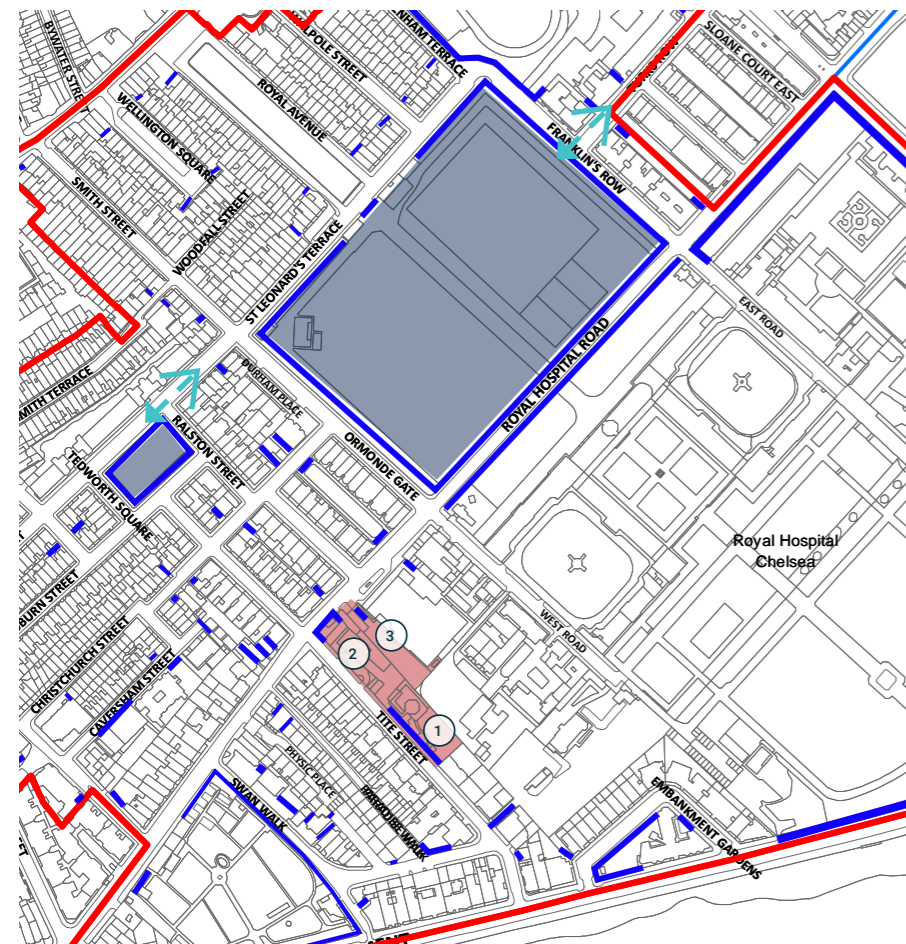 BYWATER STREET
WALPOLE STREET
ROYAL AVENUE
WELLINGTON SQUARE
SMITH STREET
WOODFALL STREET
ST LEONARD'S TERRACE
SLOANE COURT EAST
FRANKLIN'S ROW
ROYAL HOSPITAL ROAD
EAST ROAD
DURHAM PLACE
SMITH TERRACE
RALSTON STREET
TEDWORTH SQUARE
ORMONDE GATE
Royal Hospital
Chelsea
WEST ROAD
BURN STREET
CHRISTCHURCH STREET
CAVERSHAM STREET
3
2
1
TITE STREET
PHYSIC PLACE
PARADISE WALK
SWAN WALK
EMBANKMENT GARDENS